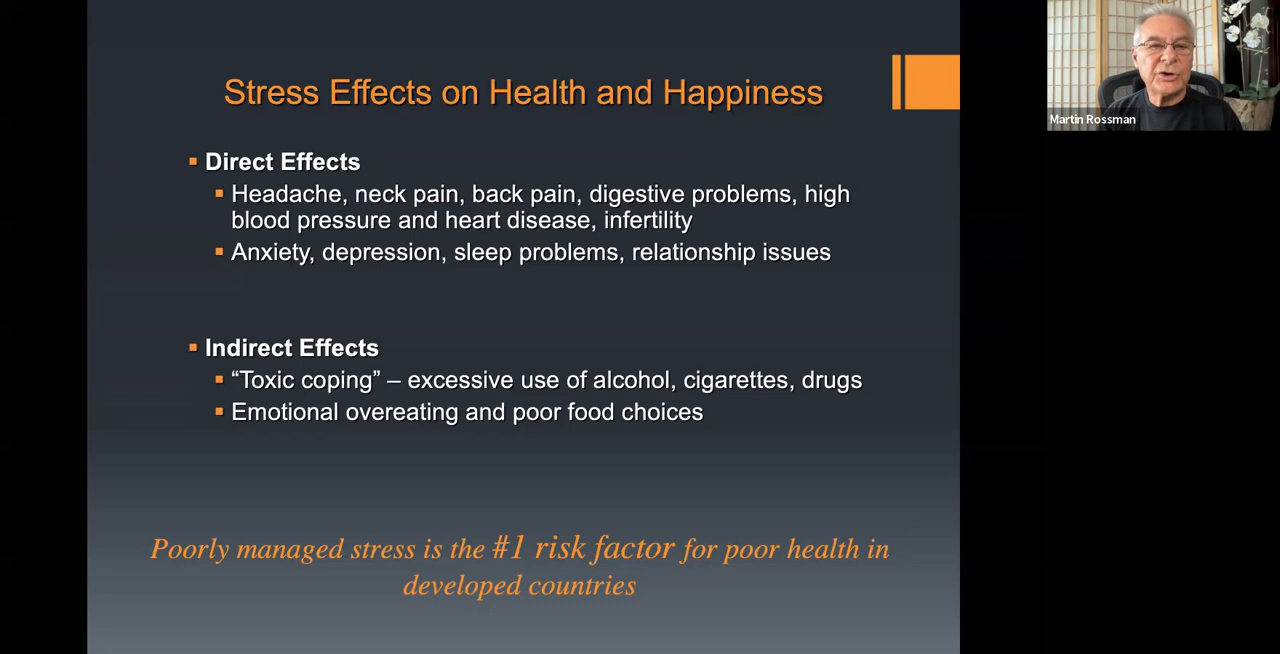 Stress Effects on Health and Happiness
Direct Effects
Headache, neck pain, back pain, digestive problems, high
blood pressure and heart disease, infertility
Anxiety, depression, sleep problems, relationship issues
Indirect Effects
“Toxic coping” – excessive use of alcohol, cigarettes, drugs
Emotional overeating and poor food choices
Poorly managed stress is the #1 risk factor for poor health in
developed countries
Martin Rossman